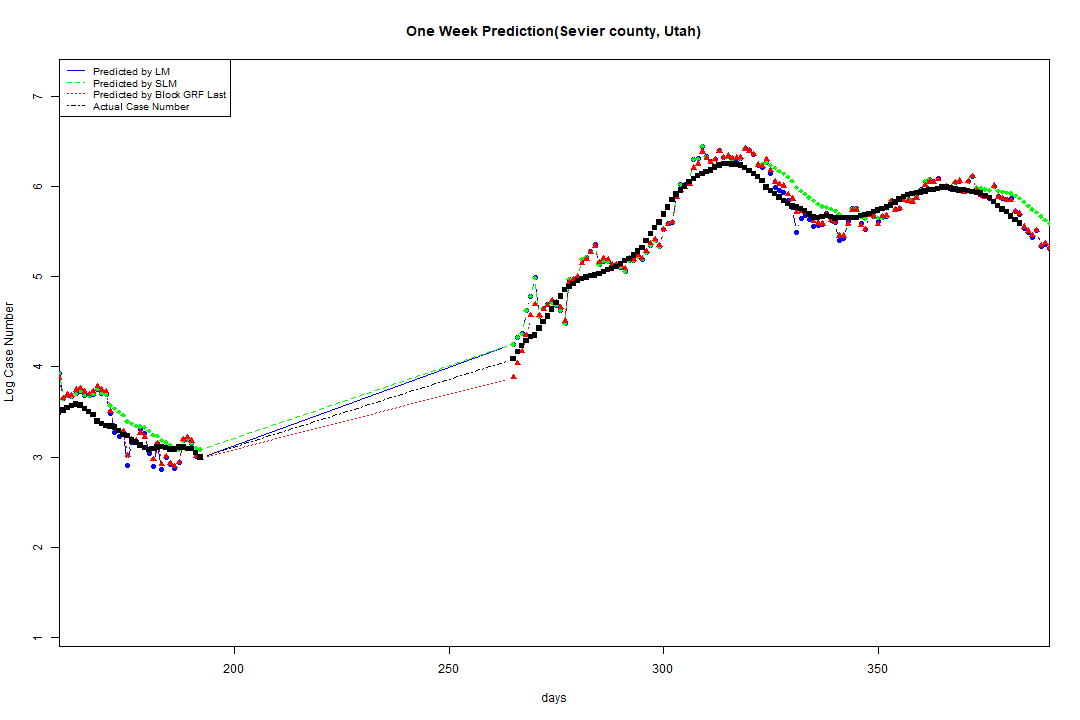 One Week Prediction(Sevier county, Utah)
Predicted by LM
Predicted by SLM
Predicted by Block GRF Last
Actual Case Number
Log Case Number
7
6
5
4
3
2
1
200 250 300 350
days